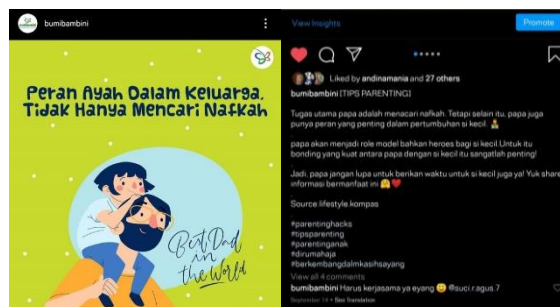 bumibambini
Peran Ayah Dalam Keluarga,
Tidak Hanya Mencari Nafkah
Best Dad
in
the World
View Insights
Promote
Liked by andinamania and 27 others
bumibambini [TIPS PARENTING]
Tugas utama papa adalah menacari nafkah. Tetapi selain itu, papa juga
punya peran yang penting dalam pertumbuhan si kecil.
papa akan menjadi role model bahkan heroes bagi si kecil.Untuk itu
bonding yang kuat antara papa dengan si kecil itu sangatlah penting!
Jadi, papa jangan lupa untuk berikan waktu untuk si kecil juga ya! Yuk share
informasi bermanfaat ini
Source:lifestyle.kompas
#parentinghacks
#tipsparenting
#parentinganak
#dirumahaja
#berkembangdalmkasihsayang
View all 4 comments
bumibambini Harus kerjasama ya eyang @suci.r.agus.7
September 14 • See Translation